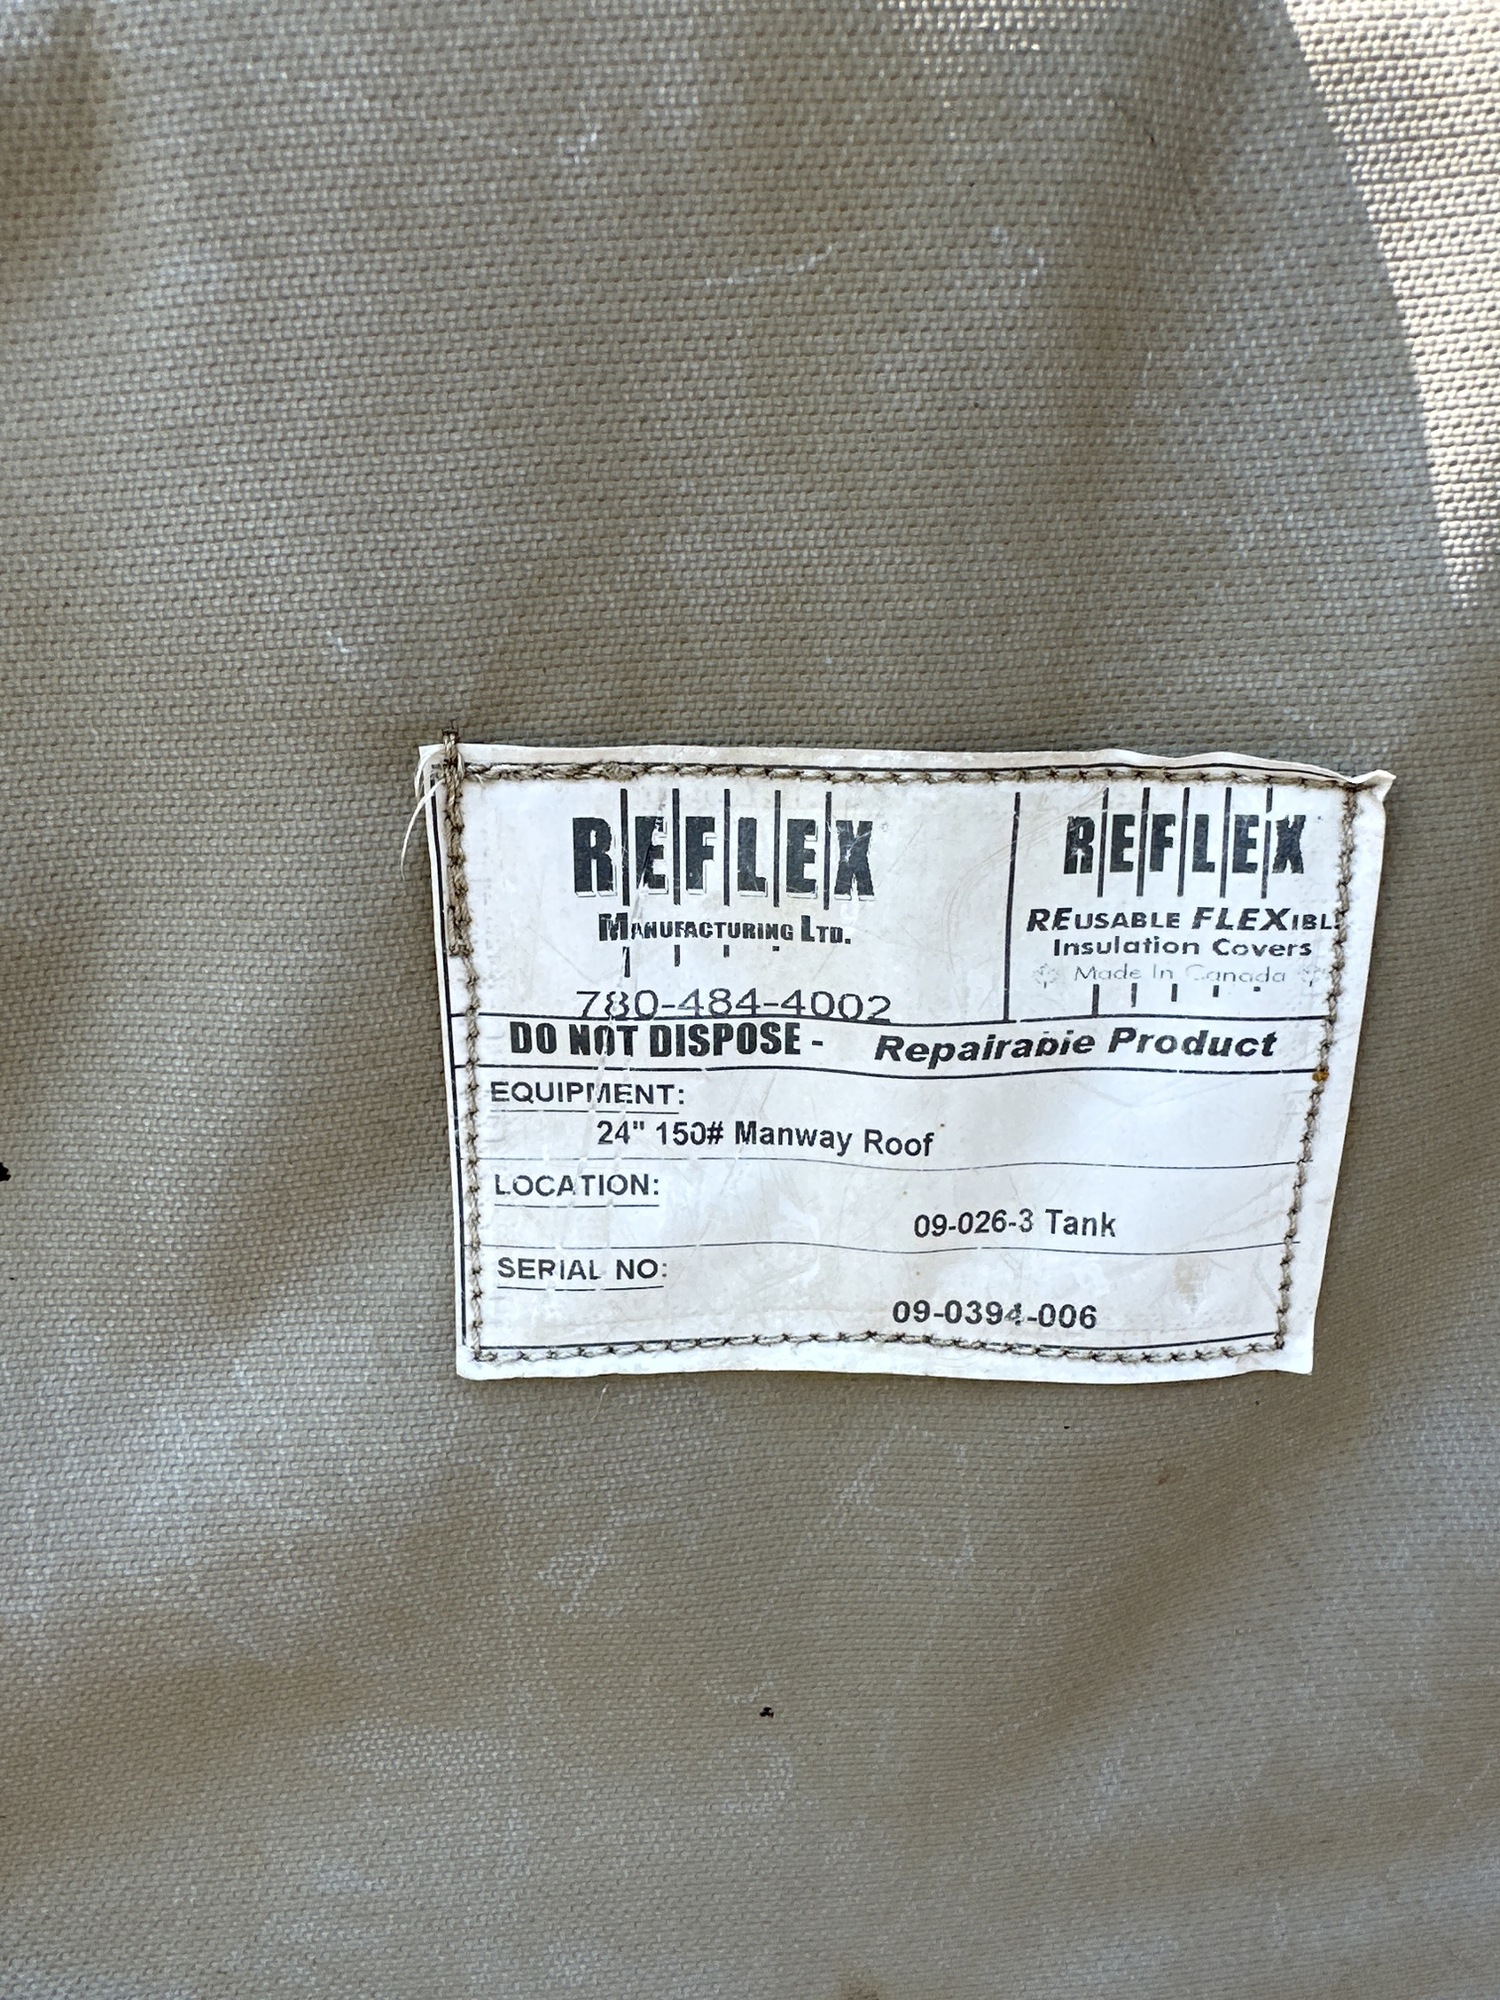 REFLEX
MANUFACTURING LTD.
780-484-4002
REFLEX
REUSABLE FLEXIBL
Insulation Covers
Made In Canada
DO NOT DISPOSE - Repairable Product
EQUIPMENT:
24" 150# Manway Roof
LOCATION:
09-026-3 Tank
SERIAL NO:
09-0394-006